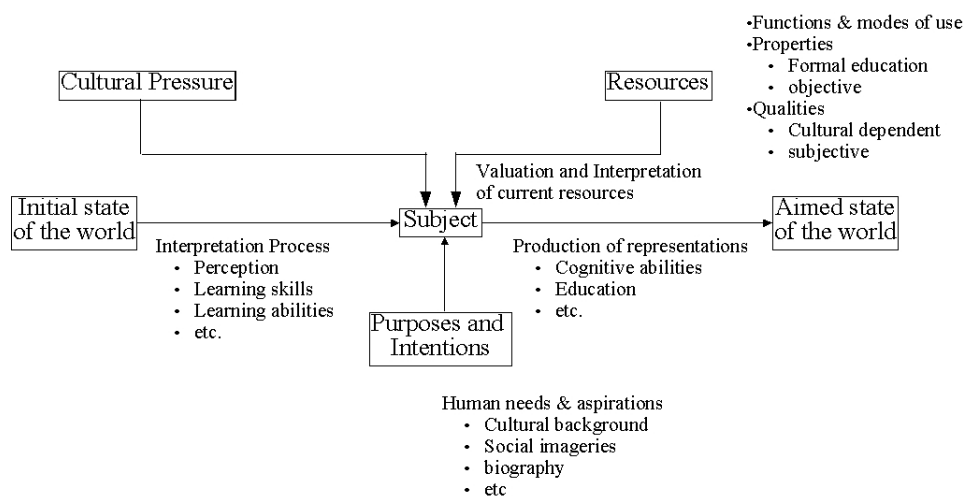 •Functions & modes of use
•Properties
• Formal education
• objective
•Qualities
• Cultural dependent
• subjective
Cultural Pressure
Resources
Valuation and Interpretation
of current resources
Initial state
of the world
Subject
Aimed state
of the world
Interpretation Process
• Perception
• Learning skills
• Learning abilities
• etc.
Production of representations
• Cognitive abilities
• Education
• etc.
Purposes and
Intentions
Human needs & aspirations
• Cultural background
• Social imageries
• biography
• etc